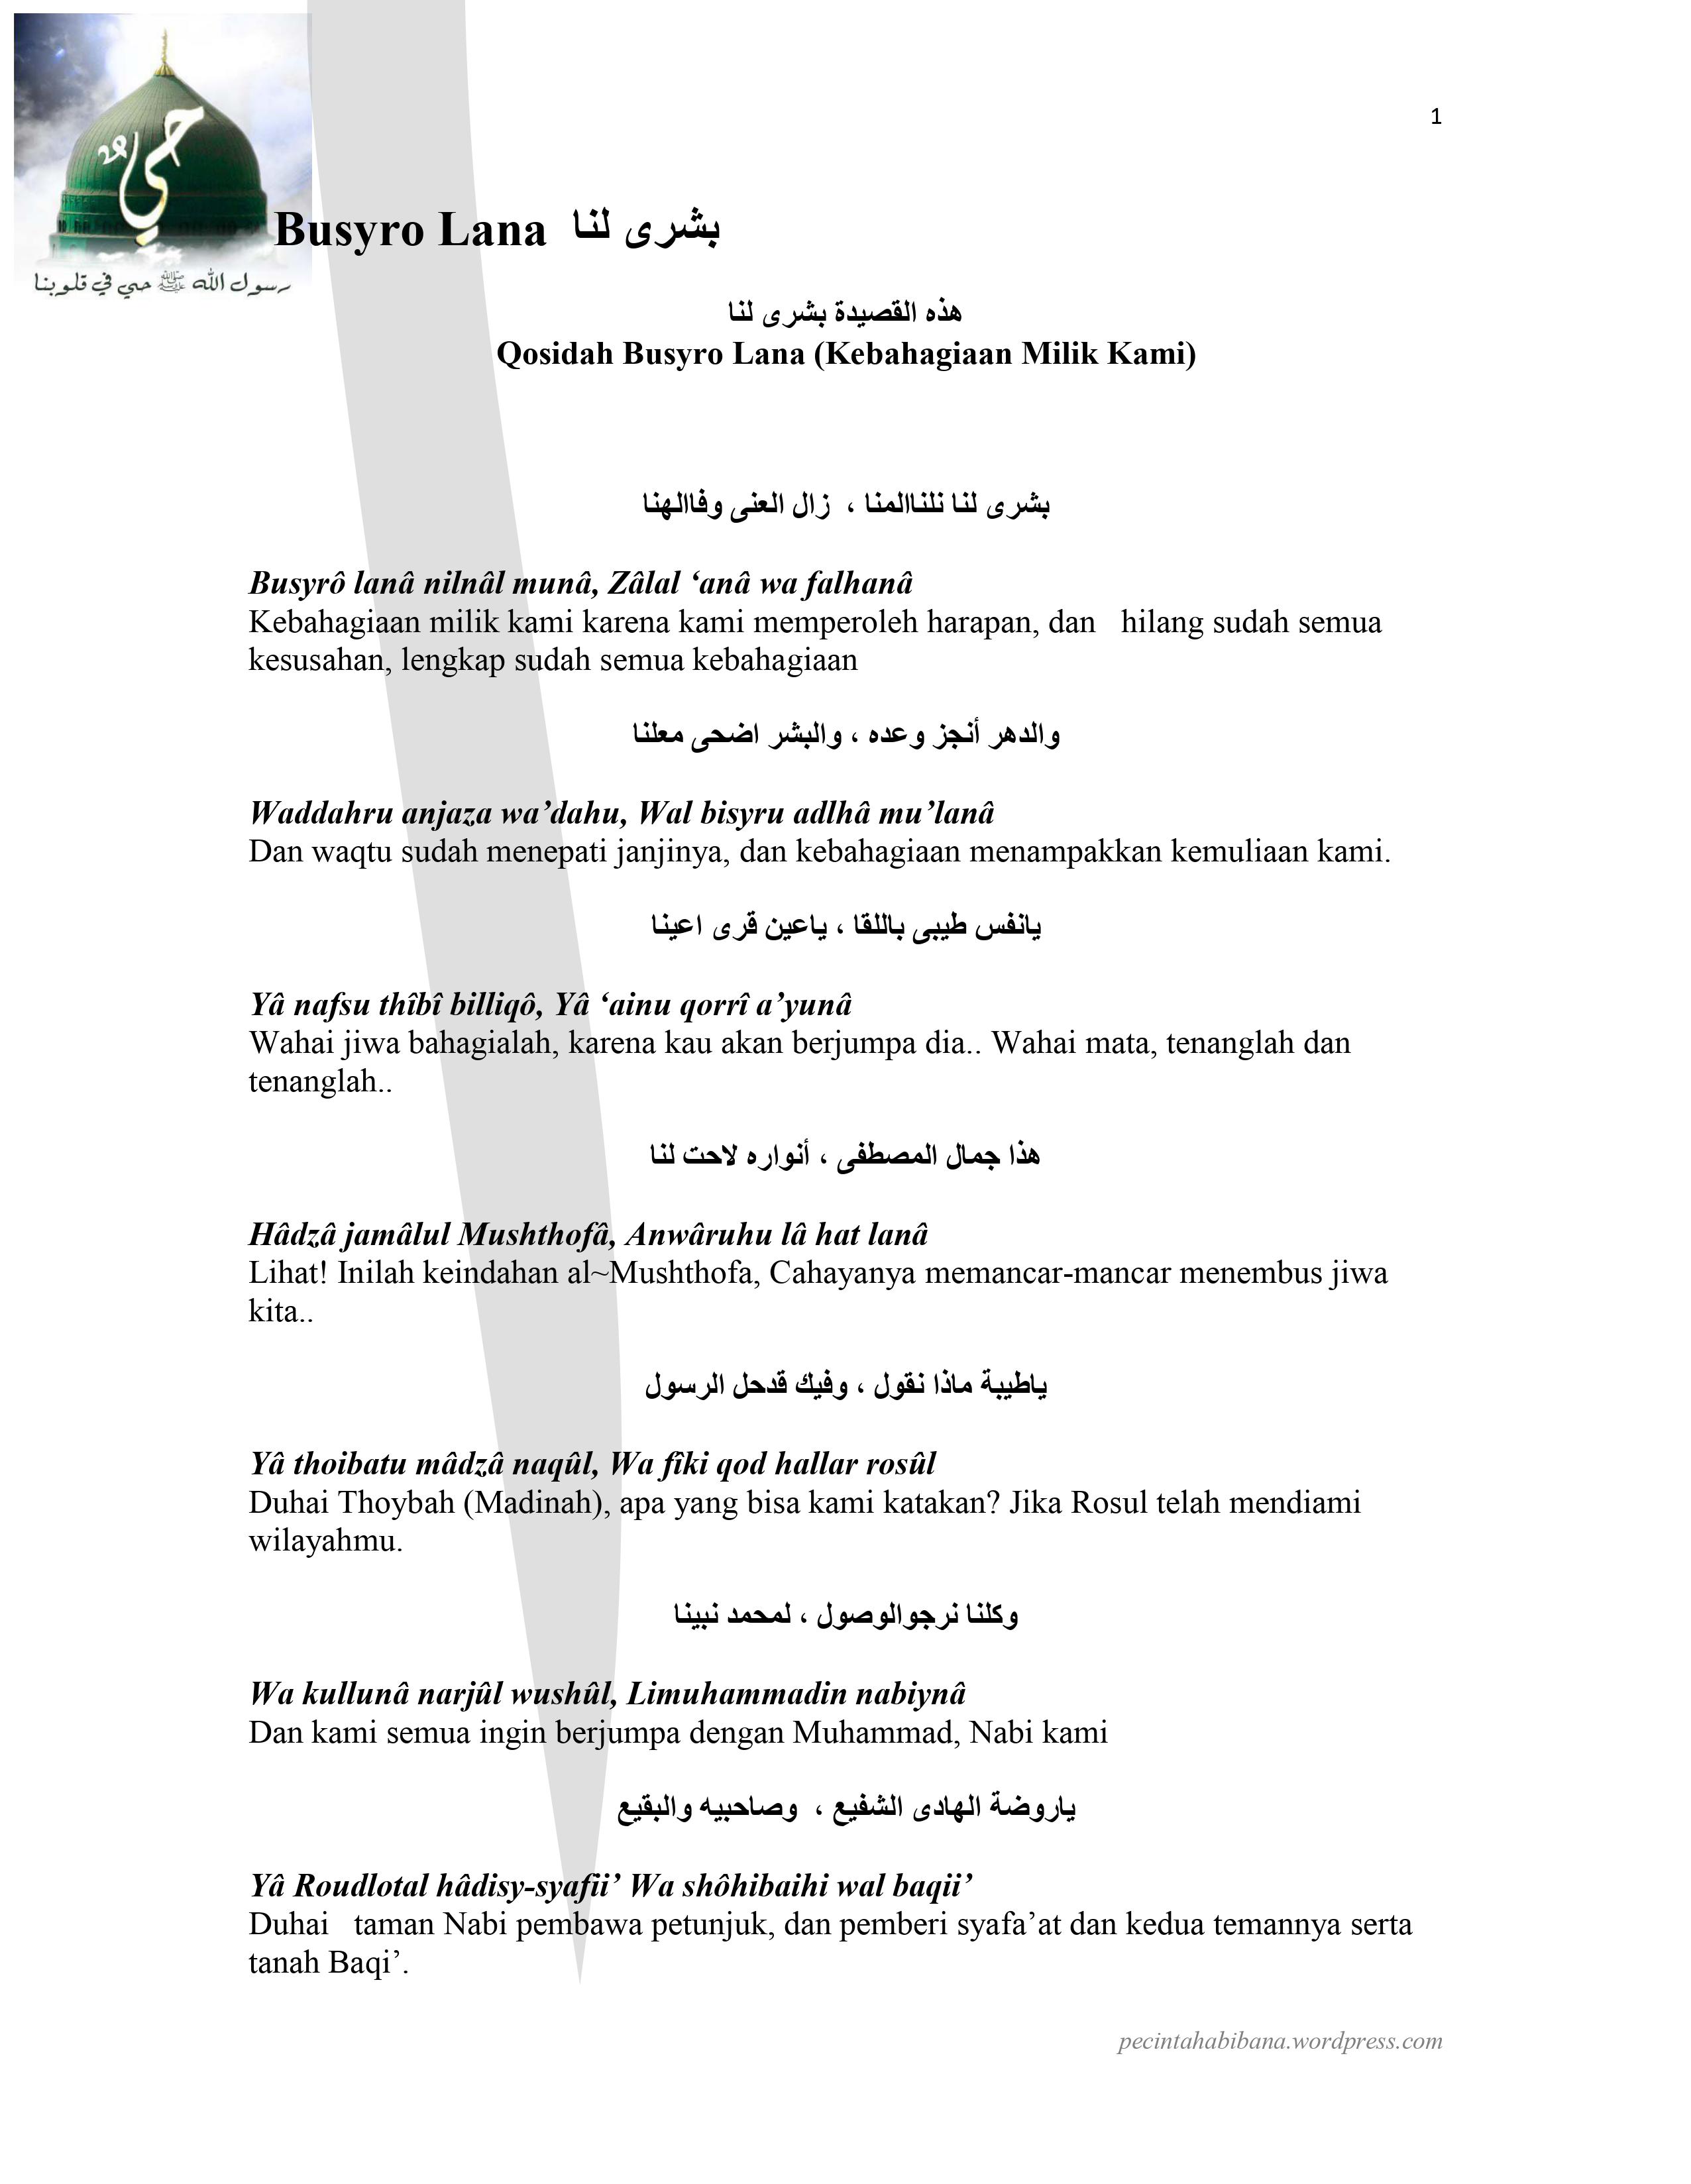 1
حيٌّ
رسول الله ﷺ حي في قلوبنا
Busyro Lana بشرى لنا
هذه القصيدة بشرى لنا
Qosidah Busyro Lana (Kebahagiaan Milik Kami)
بشرى لنا نلناالمنا ، زال العنى وفاالهنا
Busyrô lanâ nilnâl munâ, Zâlal ‘anâ wa falhanâ
Kebahagiaan milik kami karena kami memperoleh harapan, dan hilang sudah semua
kesusahan, lengkap sudah semua kebahagiaan
والدهر أنجز وعده ، والبشر اضحى معلنا
Waddahru anjaza wa’dahu, Wal bisyru adlhâ mu’lanâ
Dan waqtu sudah menepati janjinya, dan kebahagiaan menampakkan kemuliaan kami.
يانفس طيبى باللقا ، ياعين قرى اعينا
Yâ nafsu thîbî billiqô, Yâ ‘ainu qorrî a’yunâ
Wahai jiwa bahagialah, karena kau akan berjumpa dia.. Wahai mata, tenanglah dan
tenanglah..
هذا جمال المصطفى ، أنواره لاحت لنا
Hâdzâ jamâlul Mushthofâ, Anwâruhu lâ hat lanâ
Lihat! Inilah keindahan al~Mushthofa, Cahayanya memancar-mancar menembus jiwa
kita..
ياطيبة ماذا نقول ، وفيك قدحل الرسول
Yâ thoibatu mâdzâ naqûl, Wa fîki qod hallar rosûl
Duhai Thoybah (Madinah), apa yang bisa kami katakan? Jika Rosul telah mendiami
wilayahmu.
وكلنا نرجوالوصول ، لمحمد نبينا
Wa kullunâ narjûl wushûl, Limuhammadin nabiynâ
Dan kami semua ingin berjumpa dengan Muhammad, Nabi kami
ياروضة الهادى الشفيع ، وصاحبيه والبقيع
Yâ Roudlotal hâdisy-syafîi’ Wa shôhibaihi wal baqii’
Duhai taman Nabi pembawa petunjuk, dan pemberi syafa’at dan kedua temannya serta
tanah Baqi’.
pecintahabibana.wordpress.com